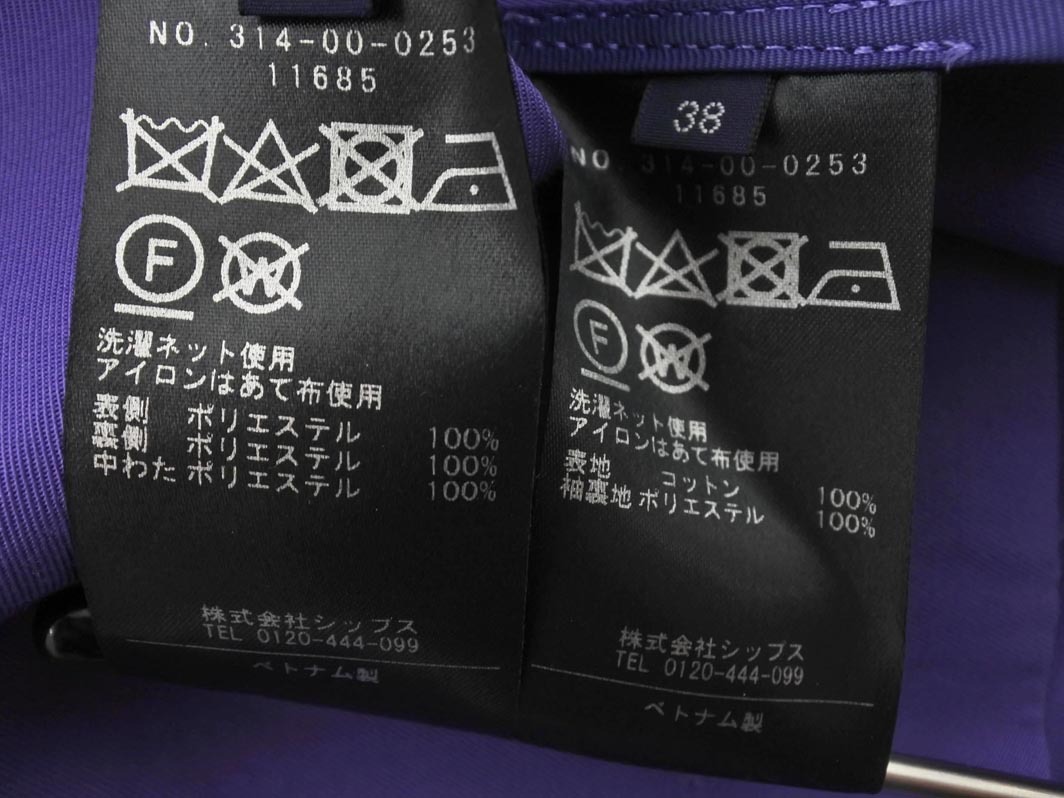 NO. 314-00-0253
11685
F
W
洗濯ネット使用
アイロンはあて布使用
表側 ポリエステル 100%
裏側 ポリエステル 100%
中わた ポリエステル 100%
株式会社シップス
TEL 0120-444-099
ベトナム製
38
NO. 314-00-0253
11685
F
W
洗濯ネット使用
アイロンはあて布使用
表地 コットン 100%
袖裏地 ポリエステル 100%
株式会社シップス
TEL 0120-444-099
ベトナム製